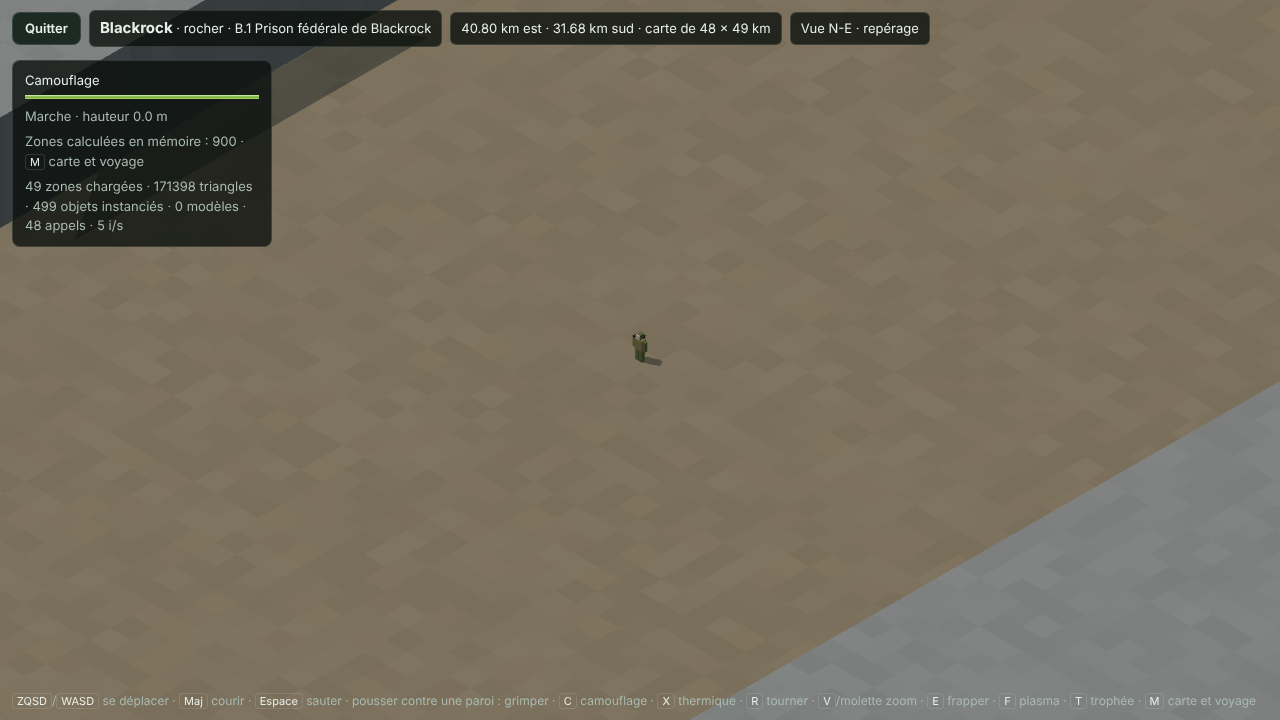 Quitter
Blackrock · rocher · B.1 Prison fédérale de Blackrock
40.80 km est · 31.68 km sud · carte de 48 × 49 km
Vue N-E · repérage
Camouflage
Marche · hauteur 0.0 m
Zones calculées en mémoire : 900 ·
M carte et voyage
49 zones chargées · 171398 triangles
· 499 objets instanciés · 0 modèles ·
48 appels · 5 i/s
ZQSD / WASD se déplacer · Maj courir · Espace sauter · pousser contre une paroi : grimper · C camouflage · X thermique · R tourner · V /molette zoom · E frapper · F plasma · T trophée · M carte et voyage